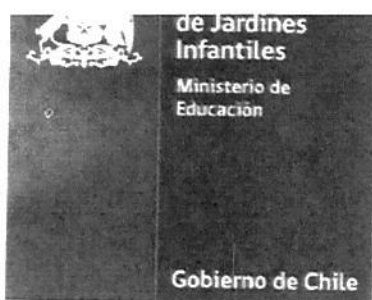 de Jardines
Infantiles
Ministerio de
Educación
Gobierno de Chile